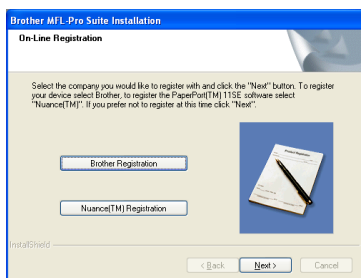 Brother MFL-Pro Suite Installation
On-Line Registration
Select the company you would like to register with and click the "Next" button. To register
your device select Brother, to register the PaperPort(TM) 11SE software select
"Nuance(TM)". If you prefer not to register at this time click "Next".
Brother Registration
Nuance(TM) Registration
InstallShield
< Back
Next >
Cancel